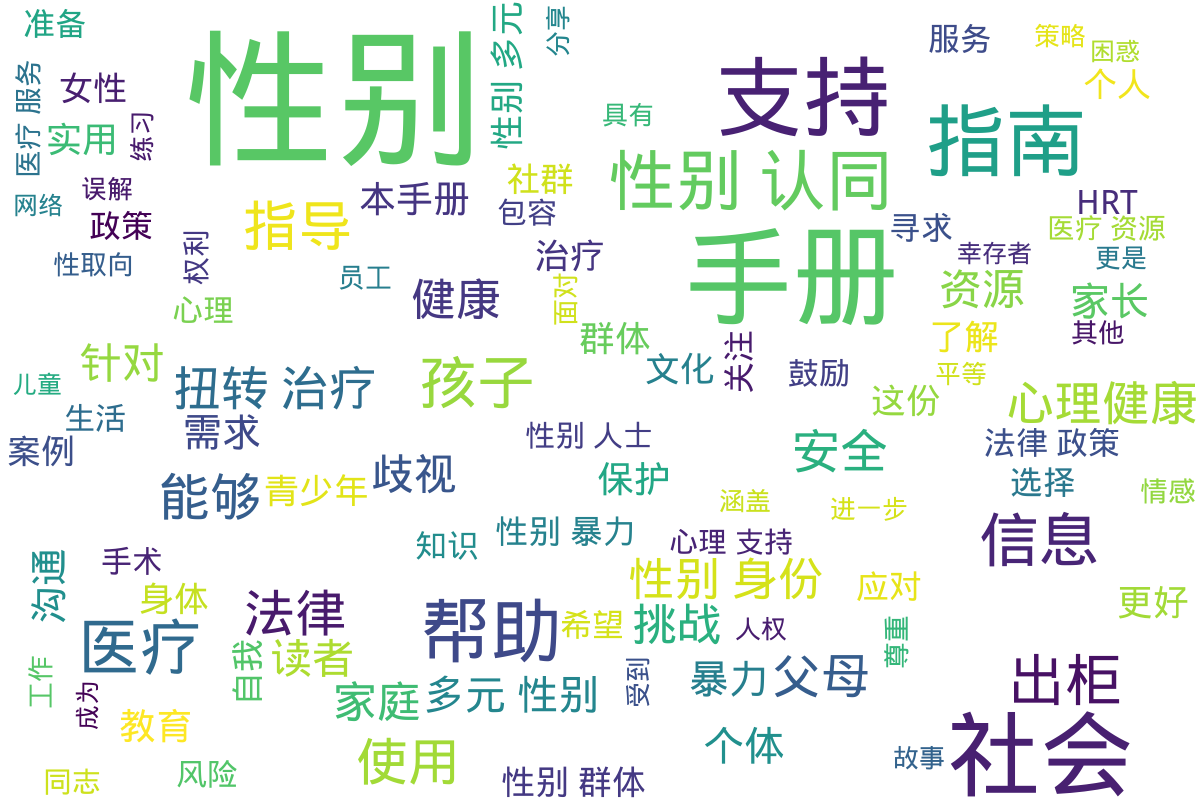 准备
性别
性别 多元
分享
服务
策略
困惑
个人
医疗 服务
女性
实用
练习
支持
具有
指南
误解
网络
政策
社群
性别 认同
本手册
包容
指导
HRT
寻求
医疗 资源
性取向
权利
治疗
手册
幸存者
更是
员工
健康
面对
资源
家长
心理
群体
了解
其他
针对
孩子
文化
关注
鼓励
平等
儿童
扭转 治疗
这份
心理健康
生活
需求
案例
性别 人士
安全
法律 政策
歧视
保护
选择
能够
青少年
涵盖
进一步
情感
知识
性别 暴力
心理 支持
信息
手术
沟通
身体
性别 身份
应对
更好
法律
帮助
希望
挑战
人权
尊重
医疗
自我
读者
受到
暴力
父母
出柜
工作
成为
家庭
多元 性别
教育
使用
个体
社会
故事
同志
风险
性别 群体